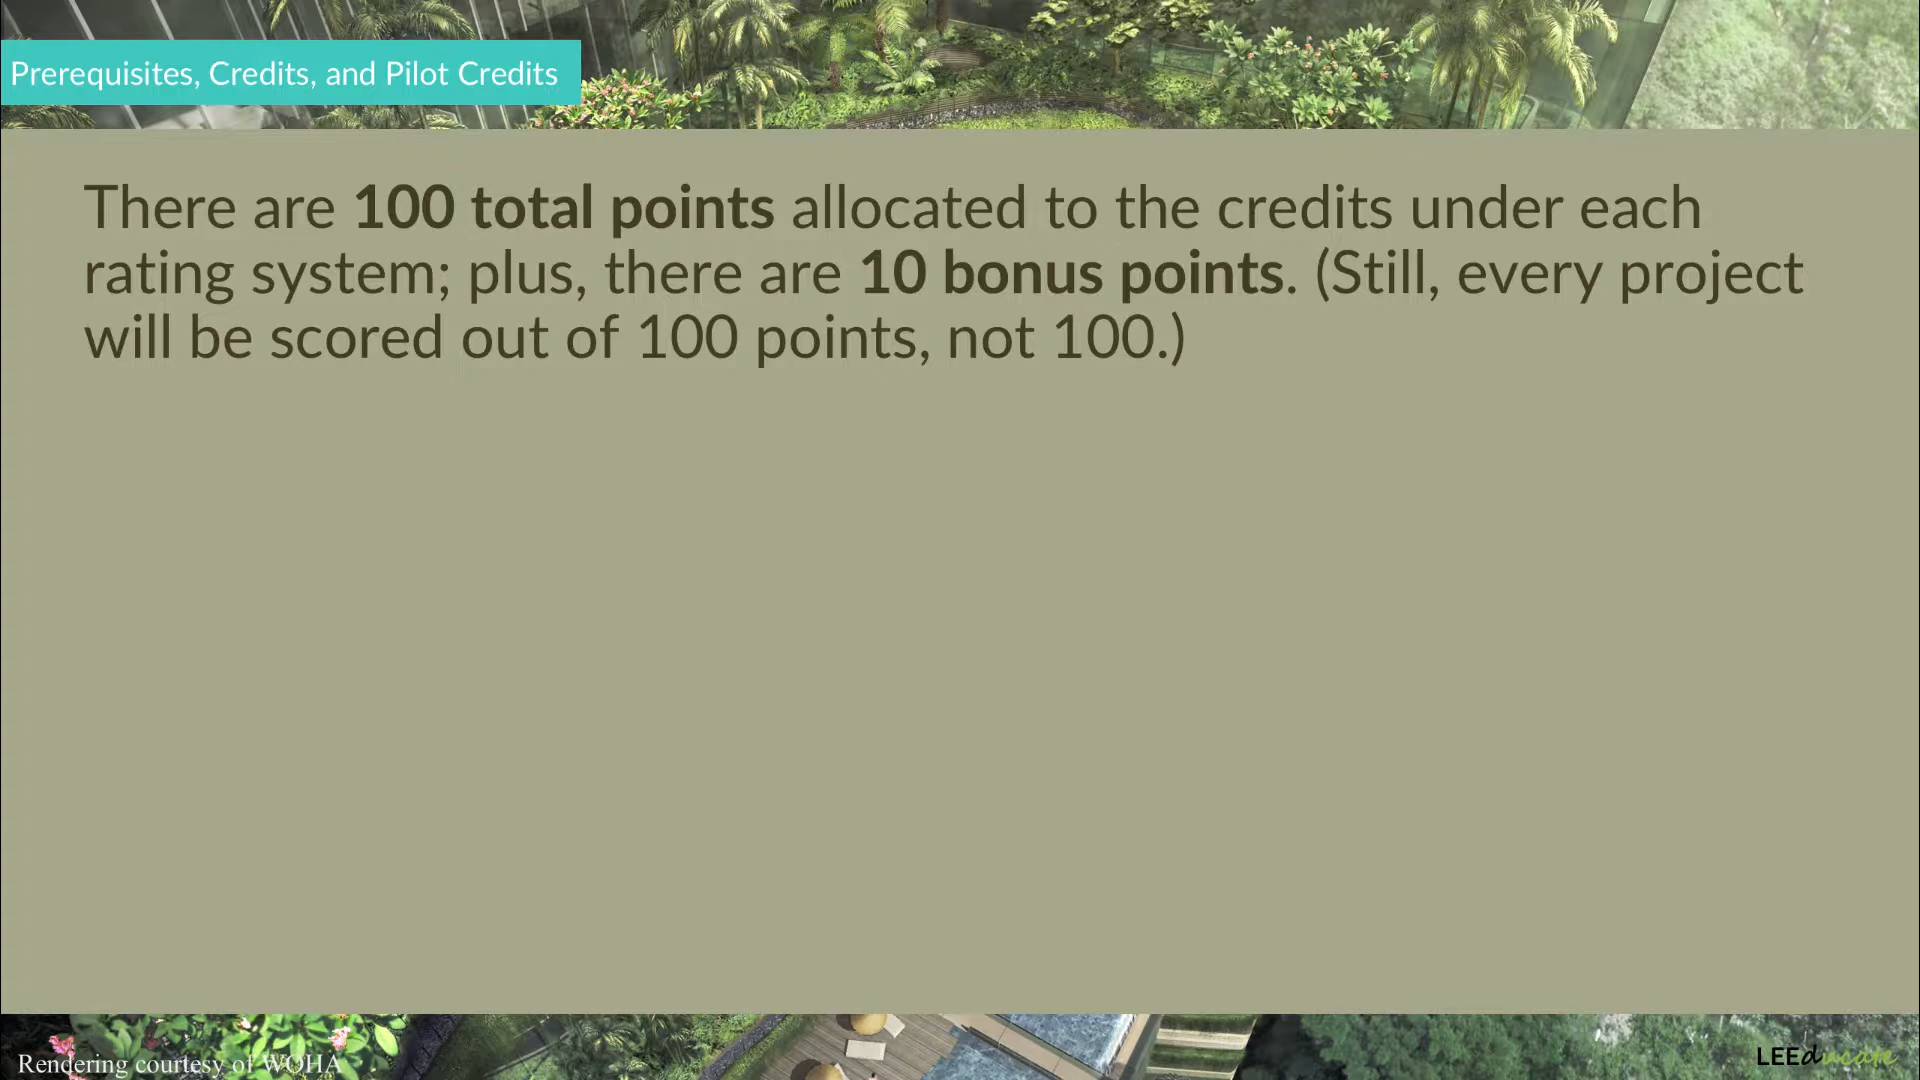 Prerequisites, Credits, and Pilot Credits
There are 100 total points allocated to the credits under each
rating system; plus, there are 10 bonus points. (Still, every project
will be scored out of 100 points, not 100.)
Rendering courtesy of WOHA
LEEducate